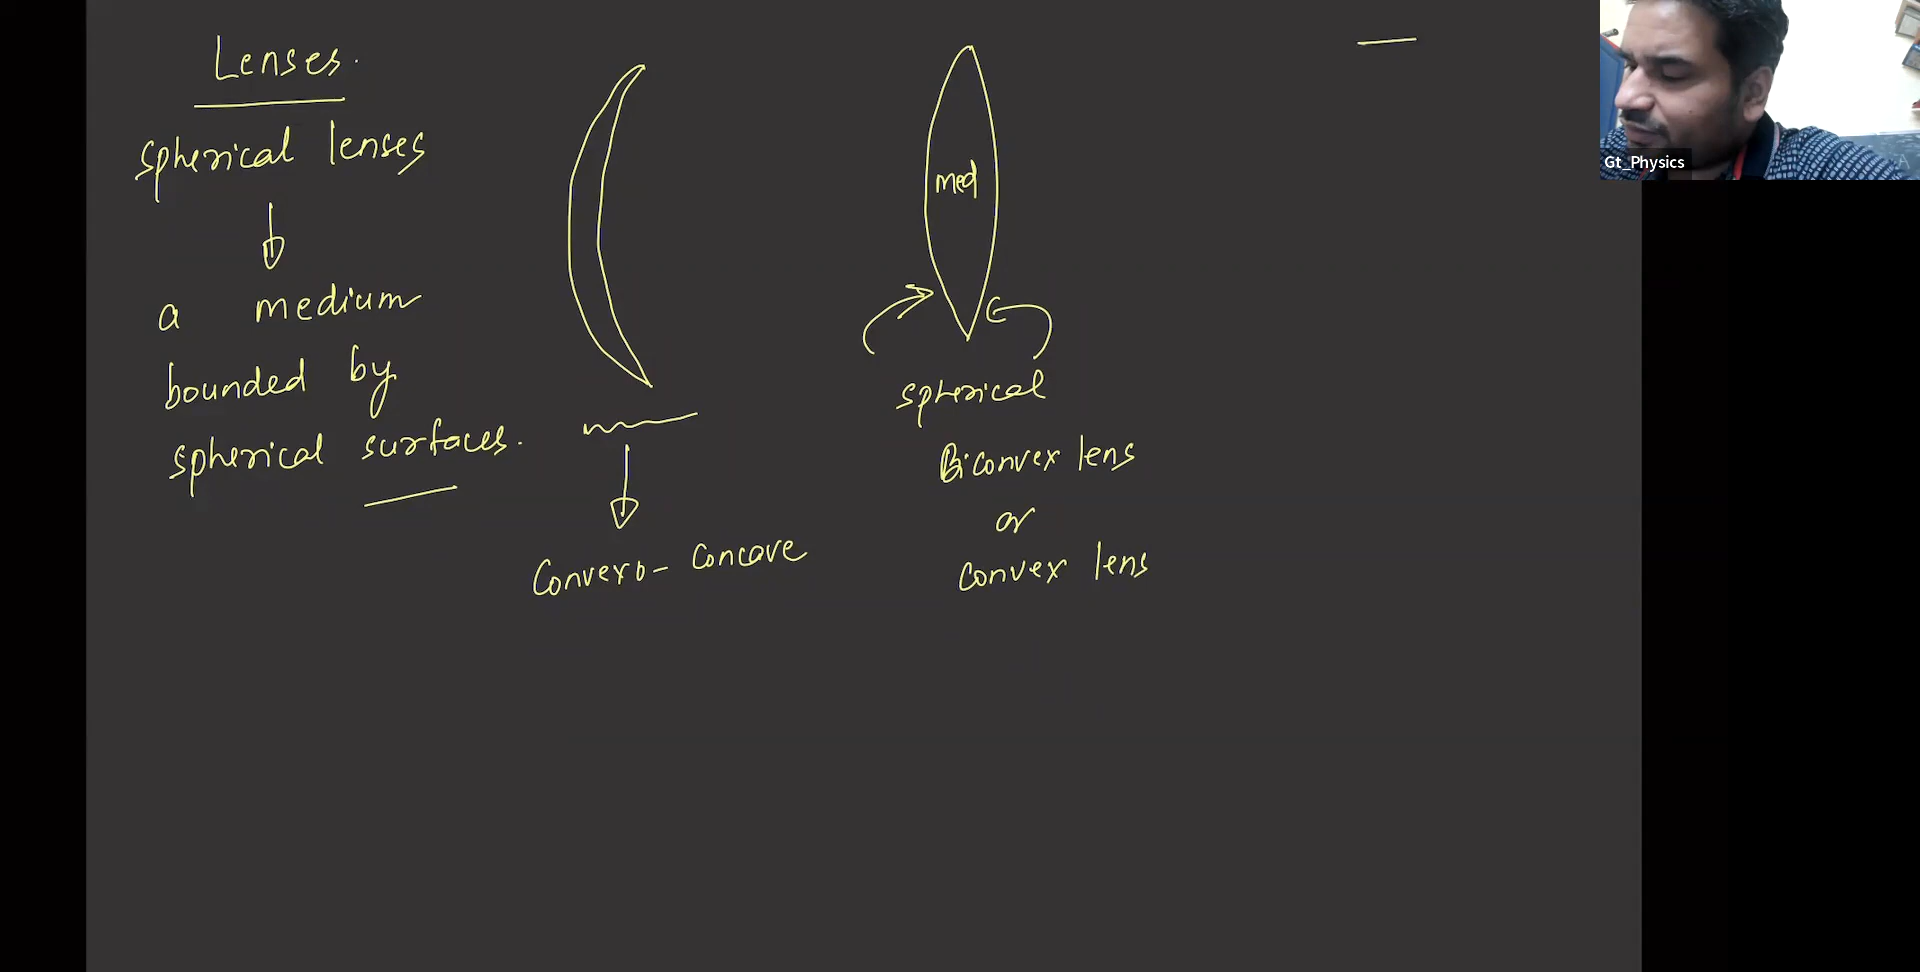 Lenses.
spherical lenses
a medium
bounded by
spherical surfaces.
Convexo - Concave
med
spherical
Biconvex lens
or
Convex lens
Gt_Physics